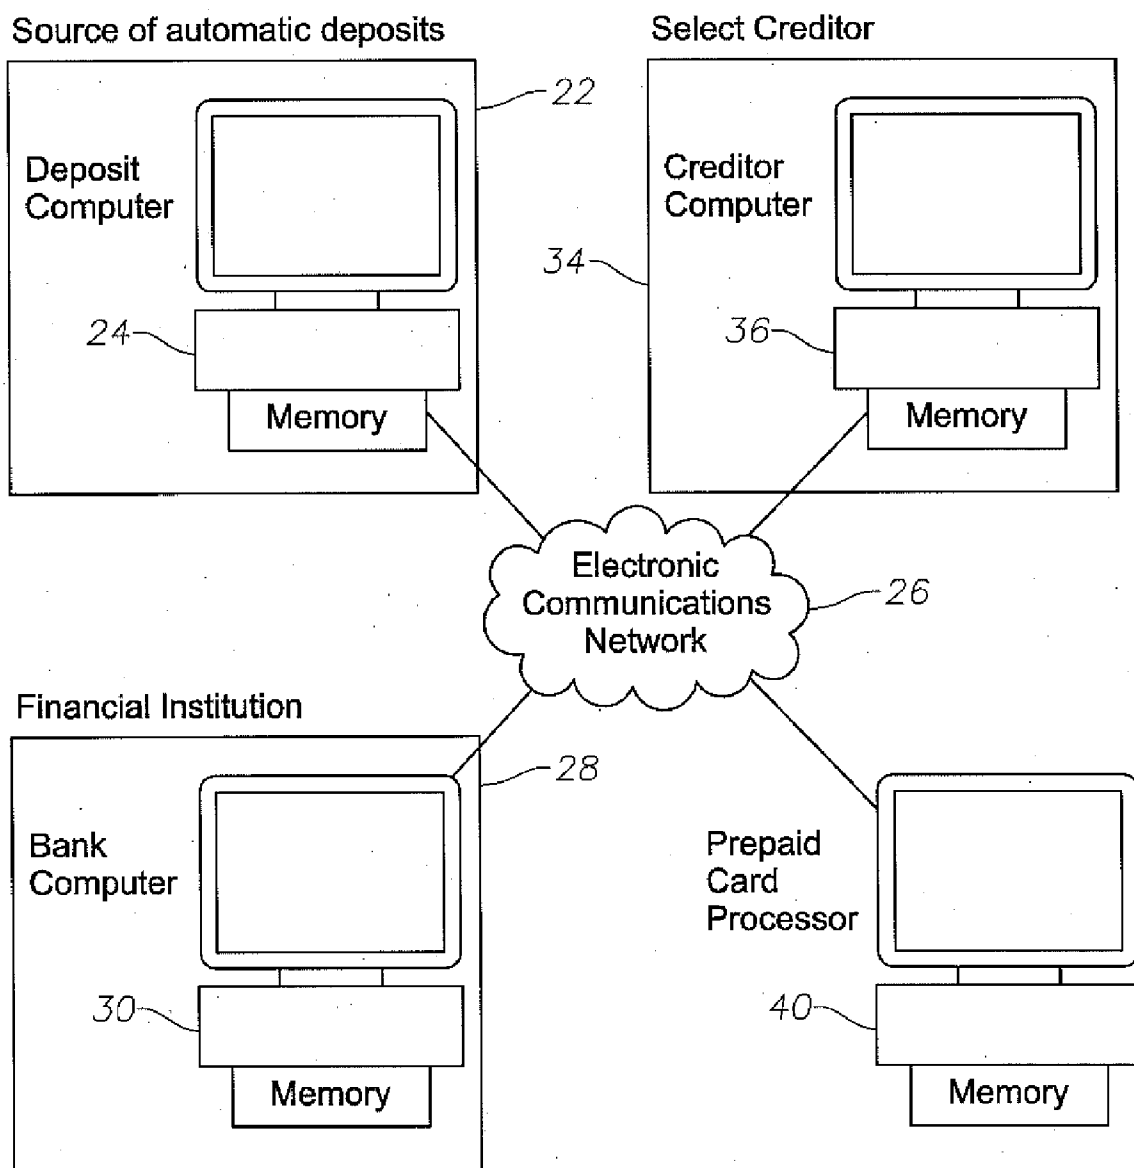 Source of automatic deposits
22
Deposit
Computer
24
Memory
Select Creditor
Creditor
Computer
34
36
Memory
Electronic
Communications
Network
26
Financial Institution
28
Bank
Computer
30
Memory
Prepaid
Card
Processor
40
Memory